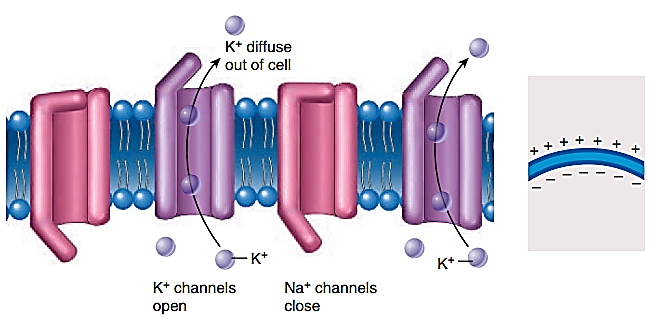 K⁺ diffuse
out of cell
K⁺
K⁺
K⁺ channels
open
Na⁺ channels
close
+ + + + + + +
− − − − − − −